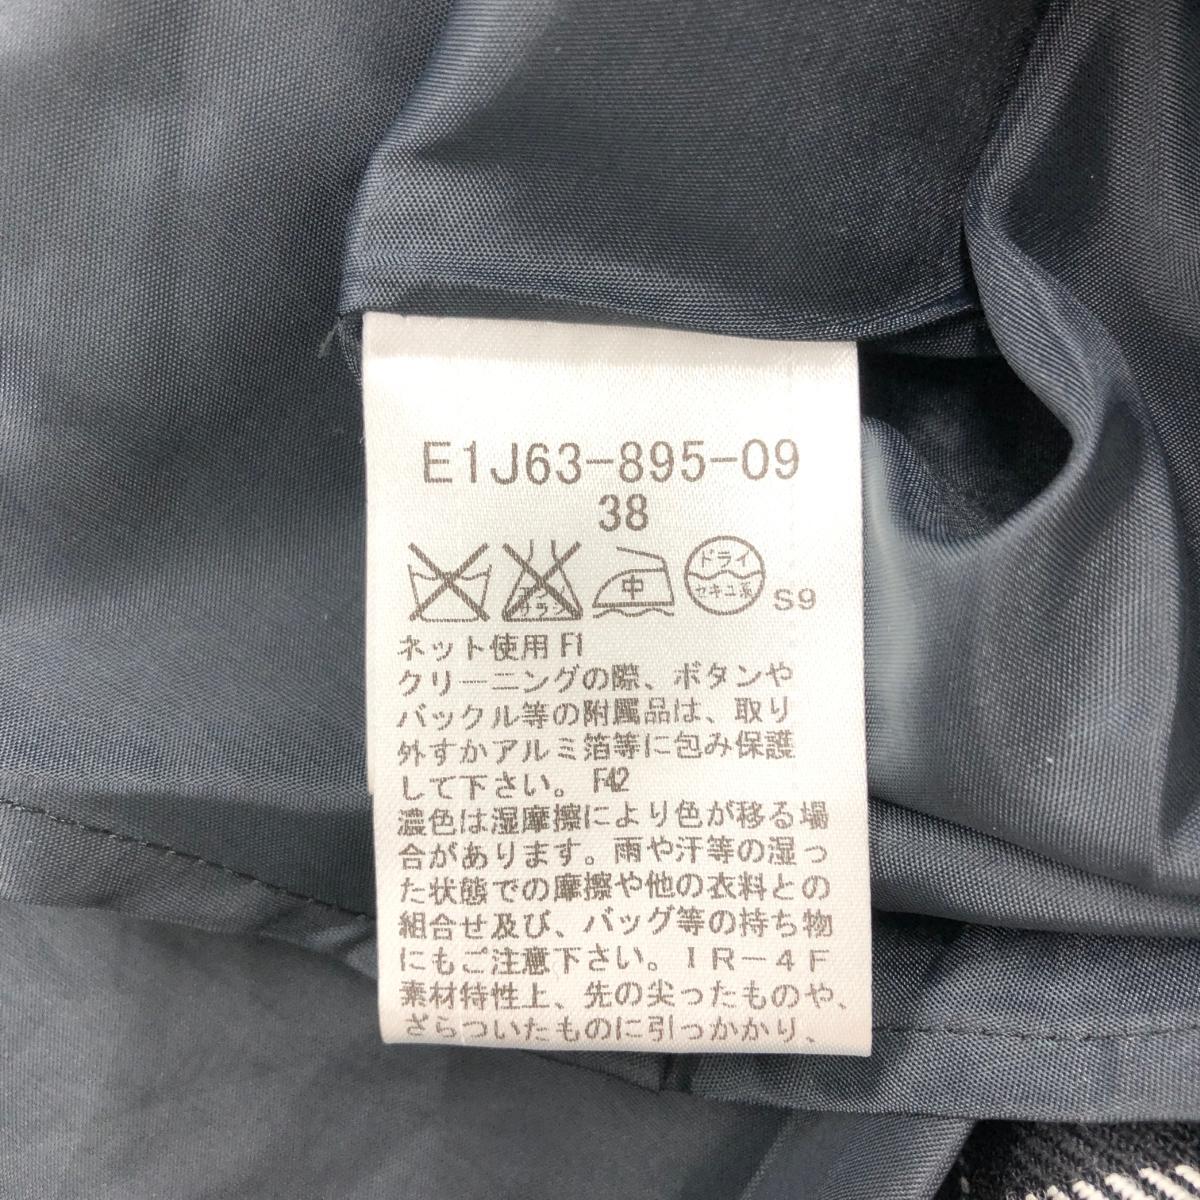 E1J63-895-09
38
中 ドライ セキユ系 S9
サラシ
ネット使用 F1
クリーニングの際、ボタンや
バックル等の附属品は、取り
外すかアルミ箔等に包み保護
して下さい。 F42
濃色は湿摩擦により色が移る場
合があります。雨や汗等の湿っ
た状態での摩擦や他の衣料との
組合せ及び、バッグ等の持ち物
にもご注意下さい。IR-4F
素材特性上、先の尖ったものや、
ざらついたものに引っかかり、